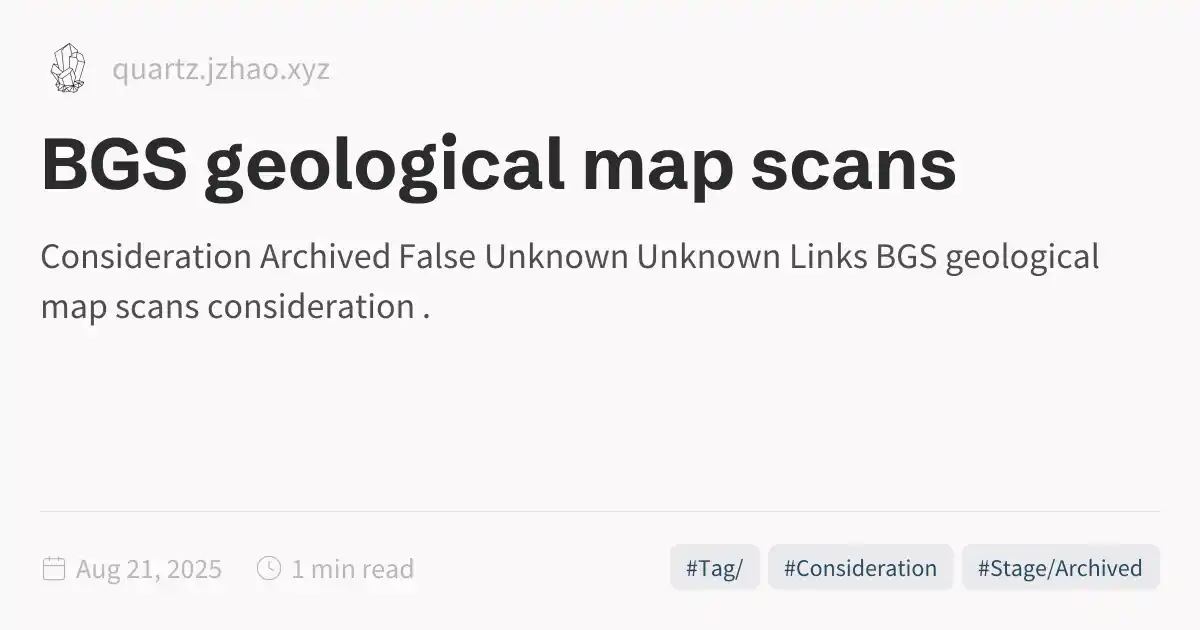 quartz.jzhao.xyz
BGS geological map scans
Consideration Archived False Unknown Unknown Links BGS geological
map scans consideration .
Aug 21, 2025 1 min read #Tag/ #Consideration #Stage/Archived